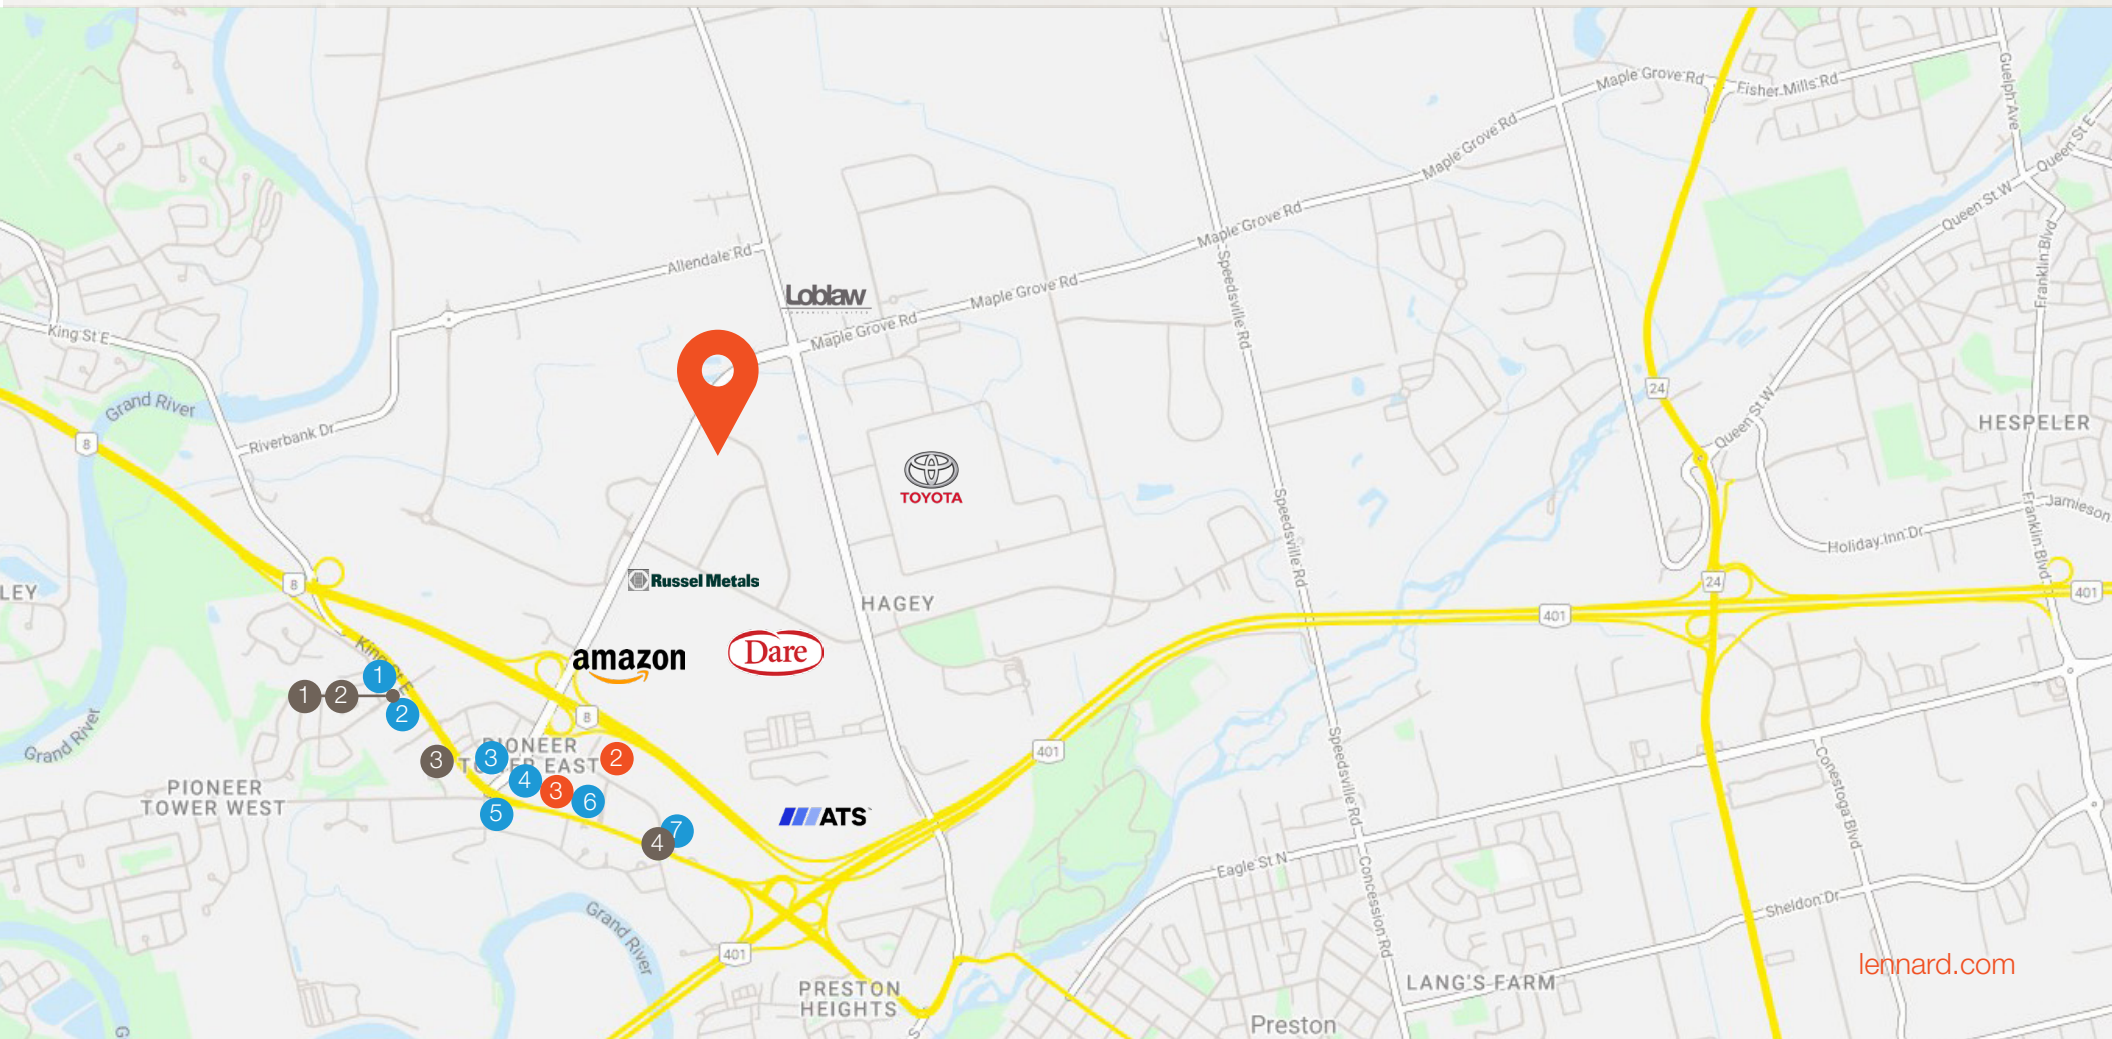 Maple Grove Rd
Fisher Mills Rd
Guelph Ave
Queen St E
Maple Grove Rd
Queen St W
Maple Grove Rd
Franklin Blvd
Allendale Rd
Speedsville Rd
Maple Grove Rd
Loblaw
Maple Grove Rd
King St E
24
Grand River
Queen St W
HESPELER
Riverbank Dr
8
TOYOTA
Speedsville Rd
Franklin Blvd
Jamieson
Holiday Inn Dr
Russel Metals
8
24
401
401
LEY
HAGEY
King St E
amazon
Dare
1
1
2
2
8
Grand River
3
PIONEER
TOWER EAST
3
2
4
3
6
5
401
Speedsville Rd
Conestoga Blvd
PIONEER
TOWER WEST
ATS
7
4
Eagle St N
Concession Rd
Sheldon Dr
Grand River
401
lennard.com
PRESTON
HEIGHTS
LANG'S FARM
Preston
G
S